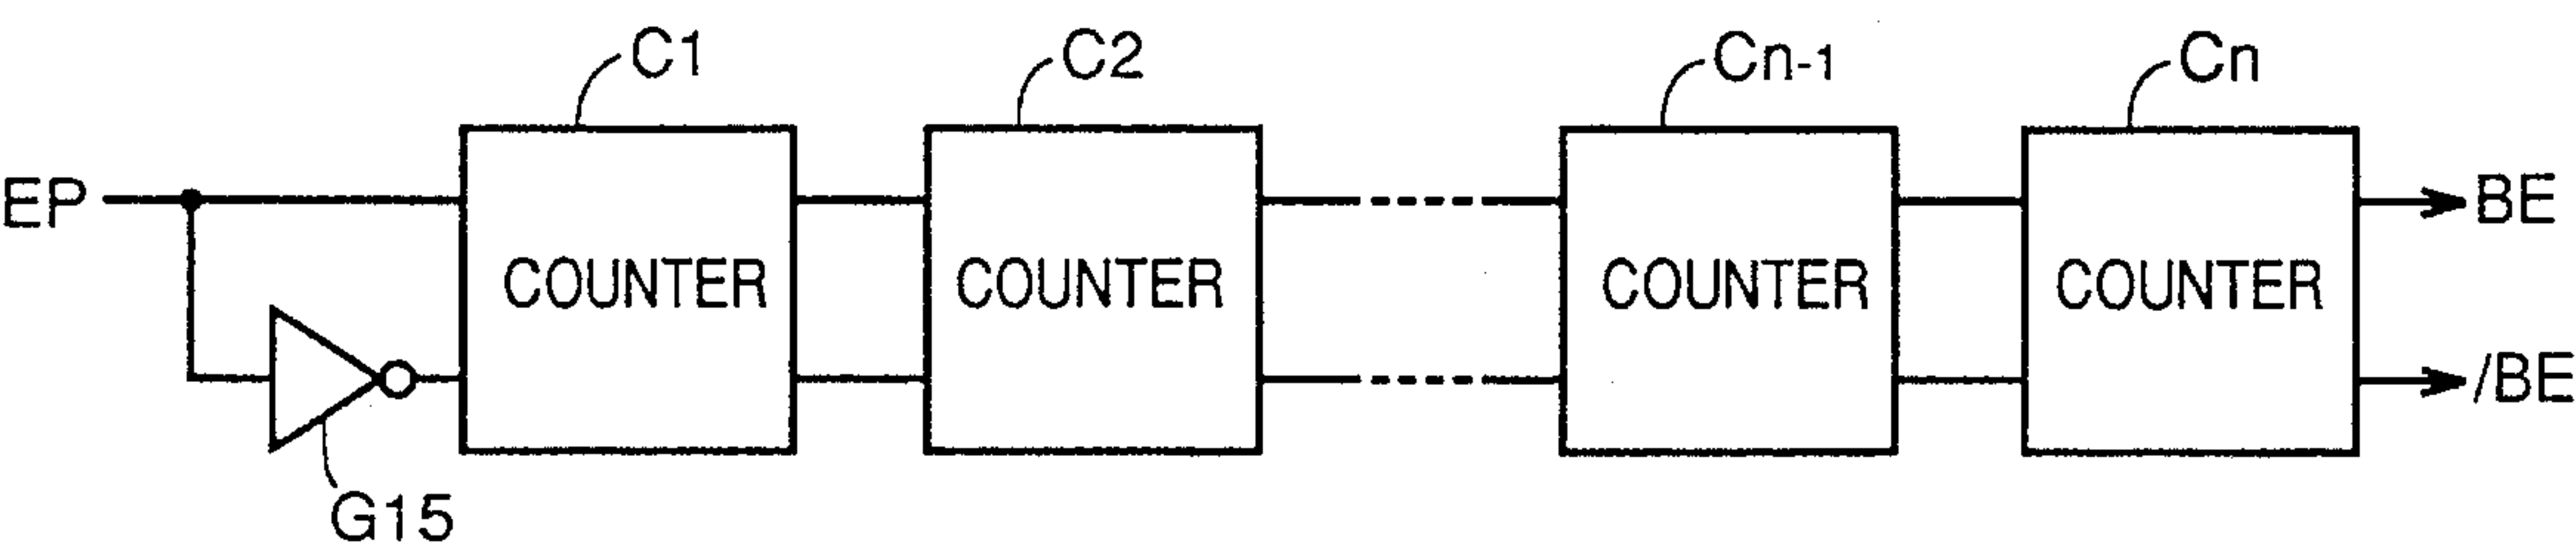 C1
C2
Cn-1
Cn
EP
COUNTER
COUNTER
COUNTER
COUNTER
BE
/BE
G15